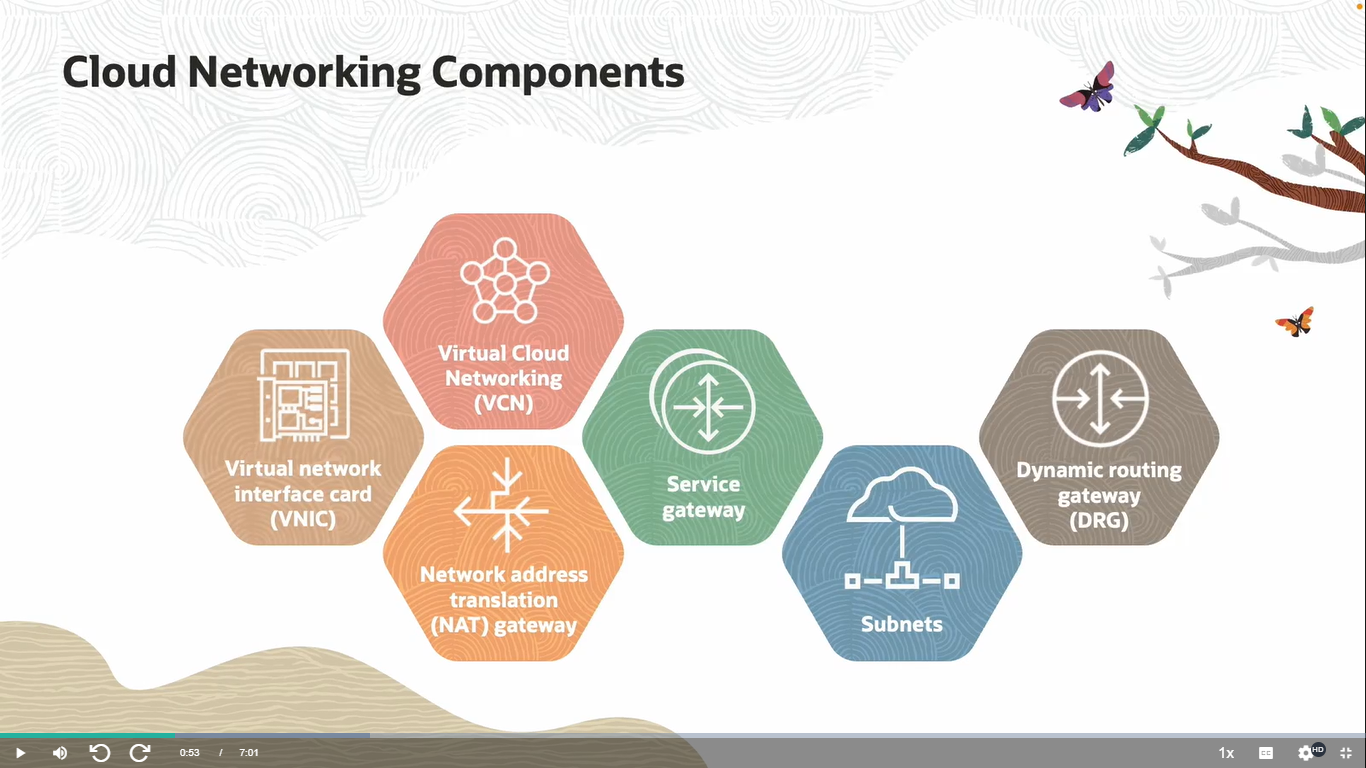 Cloud Networking Components
Virtual Cloud
Networking
(VCN)
Virtual network
interface card
(VNIC)
Service
gateway
Dynamic routing
gateway
(DRG)
Network address
translation
(NAT) gateway
Subnets
0:53 / 7:01
1x
CC
HD